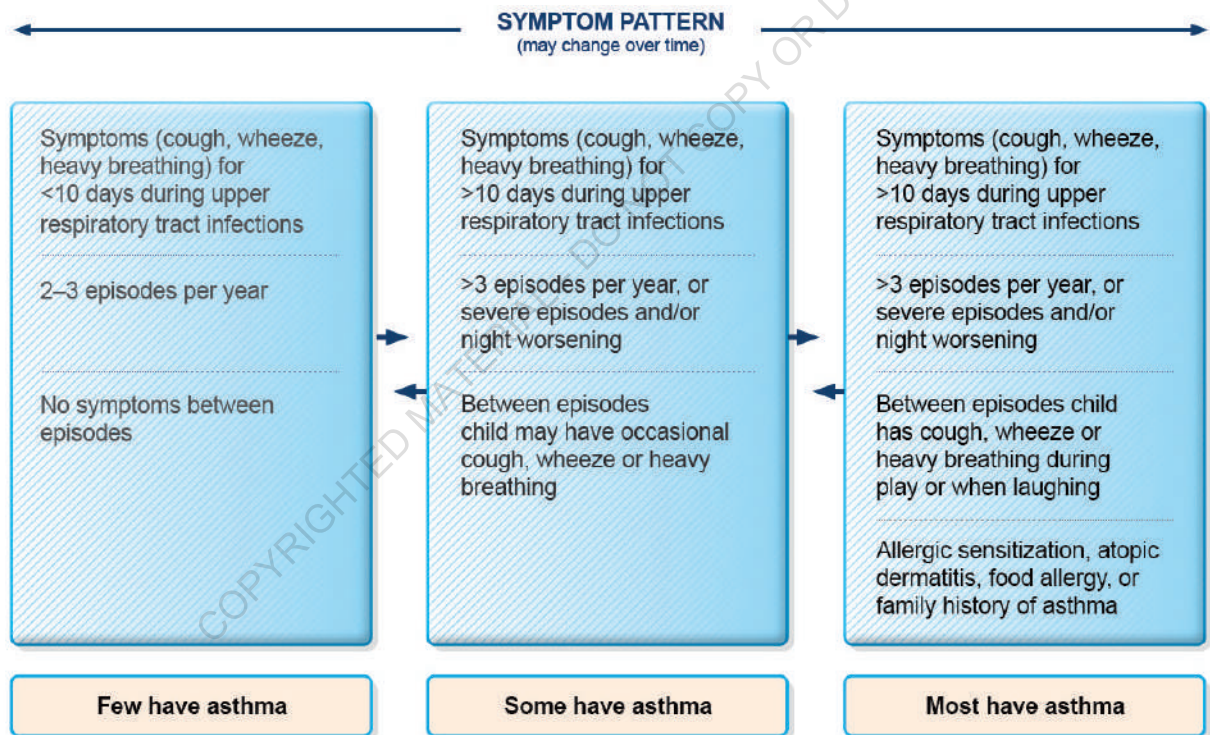 SYMPTOM PATTERN
(may change over time)
Symptoms (cough, wheeze,
heavy breathing) for
<10 days during upper
respiratory tract infections
2–3 episodes per year
No symptoms between
episodes
Few have asthma
Symptoms (cough, wheeze,
heavy breathing) for
>10 days during upper
respiratory tract infections
>3 episodes per year, or
severe episodes and/or
night worsening
Between episodes
child may have occasional
cough, wheeze or heavy
breathing
Some have asthma
Symptoms (cough, wheeze,
heavy breathing) for
>10 days during upper
respiratory tract infections
>3 episodes per year, or
severe episodes and/or
night worsening
Between episodes child
has cough, wheeze or
heavy breathing during
play or when laughing
Allergic sensitization, atopic
dermatitis, food allergy, or
family history of asthma
Most have asthma
COPYRIGHTED MATERIAL - DO NOT COPY OR D